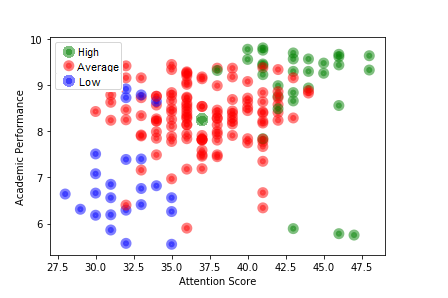 High
Average
Low
10
9
8
7
6
Academic Performance
27.5 30.0 32.5 35.0 37.5 40.0 42.5 45.0 47.5
Attention Score